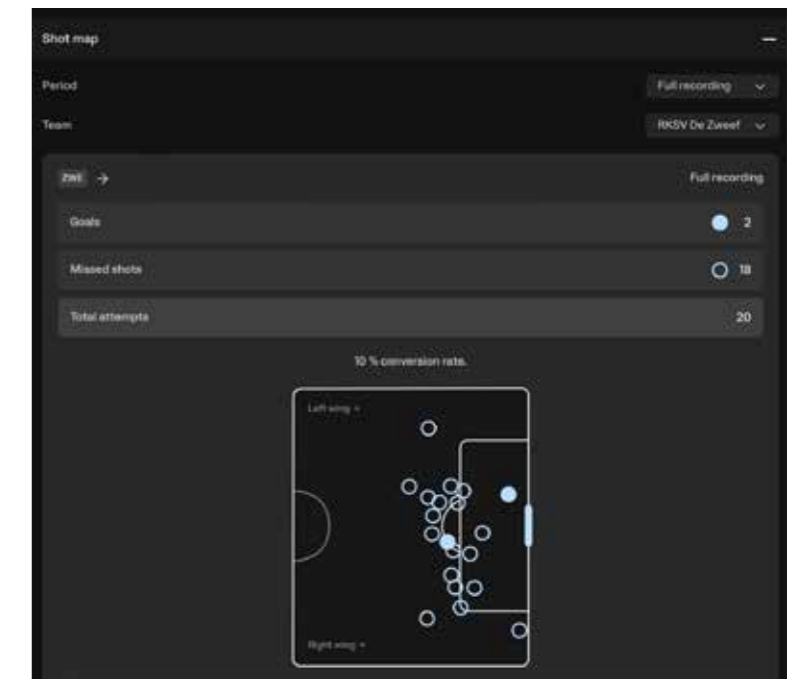 Shot map
Period
Full recording
Team
RKSV De Zweef
ZWE → Full recording
Goals 2
Missed shots 18
Total attempts 20
10 % conversion rate.
Left wing
Right wing